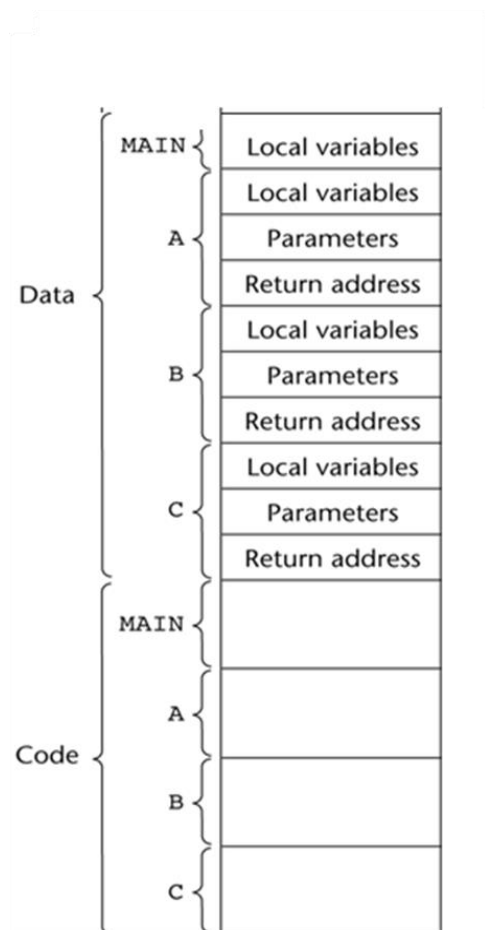 MAIN
Local variables
Local variables
A
Parameters
Return address
Data
Local variables
B
Parameters
Return address
Local variables
C
Parameters
Return address
MAIN
A
Code
B
C